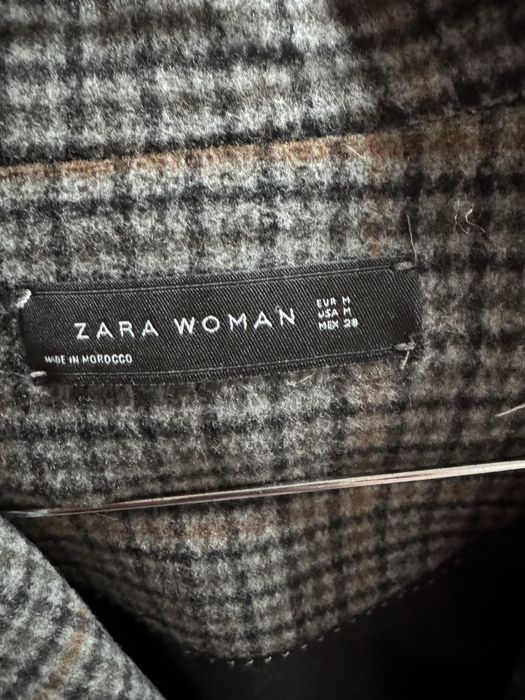 ZARA WOMAN
EUR M
USA M
MEX 28
MADE IN MOROCCO